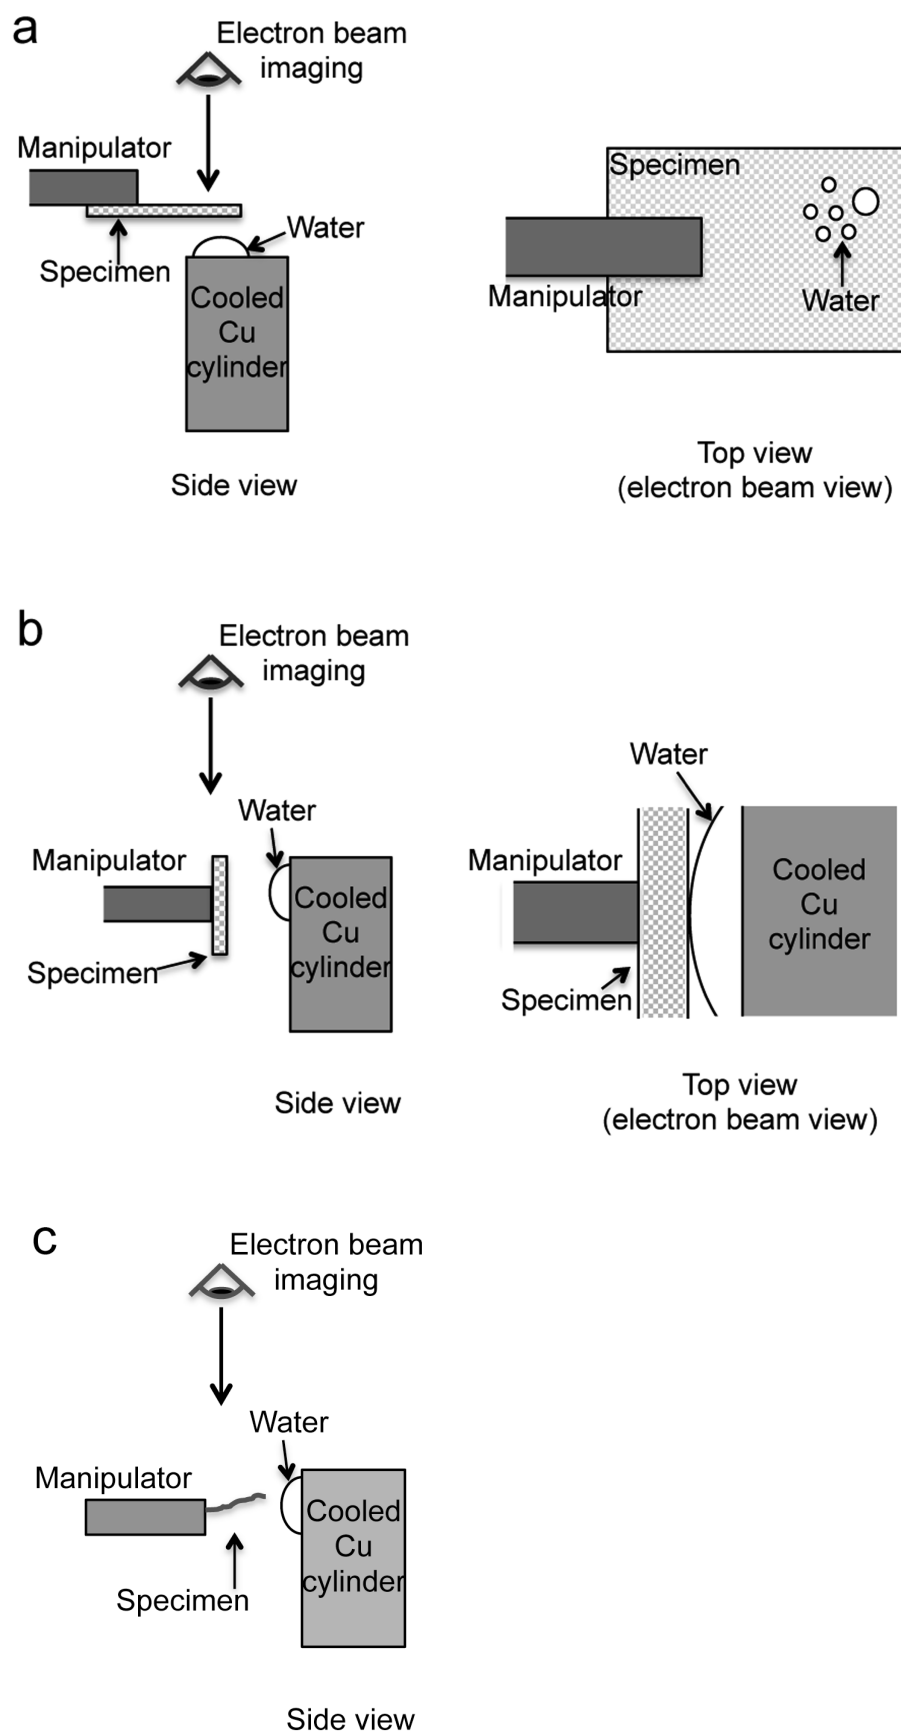 a
Electron beam
imaging
Manipulator
Water
Specimen
Cooled
Cu
cylinder
Side view
Specimen
Manipulator
Water
Top view
(electron beam view)
b
Electron beam
imaging
Water
Manipulator
Cooled
Cu
cylinder
Specimen
Side view
Water
Manipulator
Cooled
Cu
cylinder
Specimen
Top view
(electron beam view)
c
Electron beam
imaging
Water
Manipulator
Cooled
Cu
cylinder
Specimen
Side view